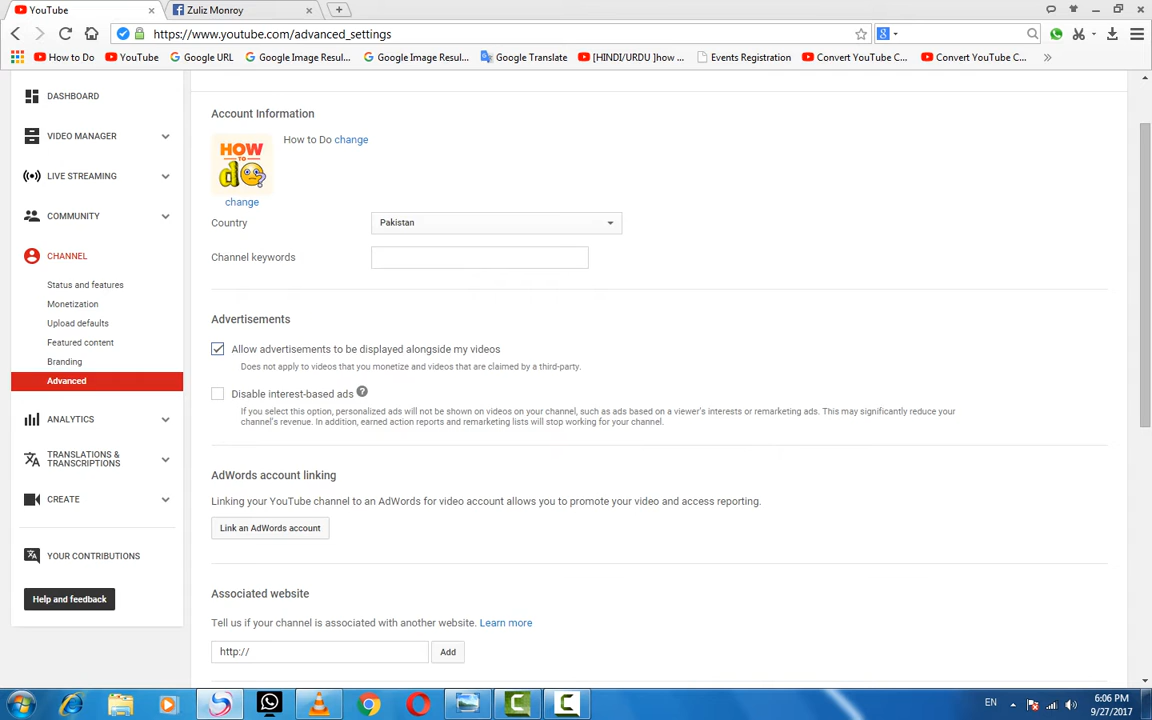 YouTube
Zuliz Monroy
https://www.youtube.com/advanced_settings
How to Do
YouTube
Google URL
Google Image Resul...
Google Image Resul...
Google Translate
[HINDI/URDU ]how ...
Events Registration
Convert YouTube C...
Convert YouTube C...
DASHBOARD
VIDEO MANAGER
LIVE STREAMING
COMMUNITY
CHANNEL
Status and features
Monetization
Upload defaults
Featured content
Branding
Advanced
ANALYTICS
TRANSLATIONS &
TRANSCRIPTIONS
CREATE
YOUR CONTRIBUTIONS
Help and feedback
Account Information
HOW
TO
do
How to Do change
change
Country
Pakistan
Channel keywords
Advertisements
Allow advertisements to be displayed alongside my videos
Does not apply to videos that you monetize and videos that are claimed by a third-party.
Disable interest-based ads ?
If you select this option, personalized ads will not be shown on videos on your channel, such as ads based on a viewer's interests or remarketing ads. This may significantly reduce your
channel's revenue. In addition, earned action reports and remarketing lists will stop working for your channel.
AdWords account linking
Linking your YouTube channel to an AdWords for video account allows you to promote your video and access reporting.
Link an AdWords account
Associated website
Tell us if your channel is associated with another website. Learn more
http://
Add
EN
6:06 PM
9/27/2017